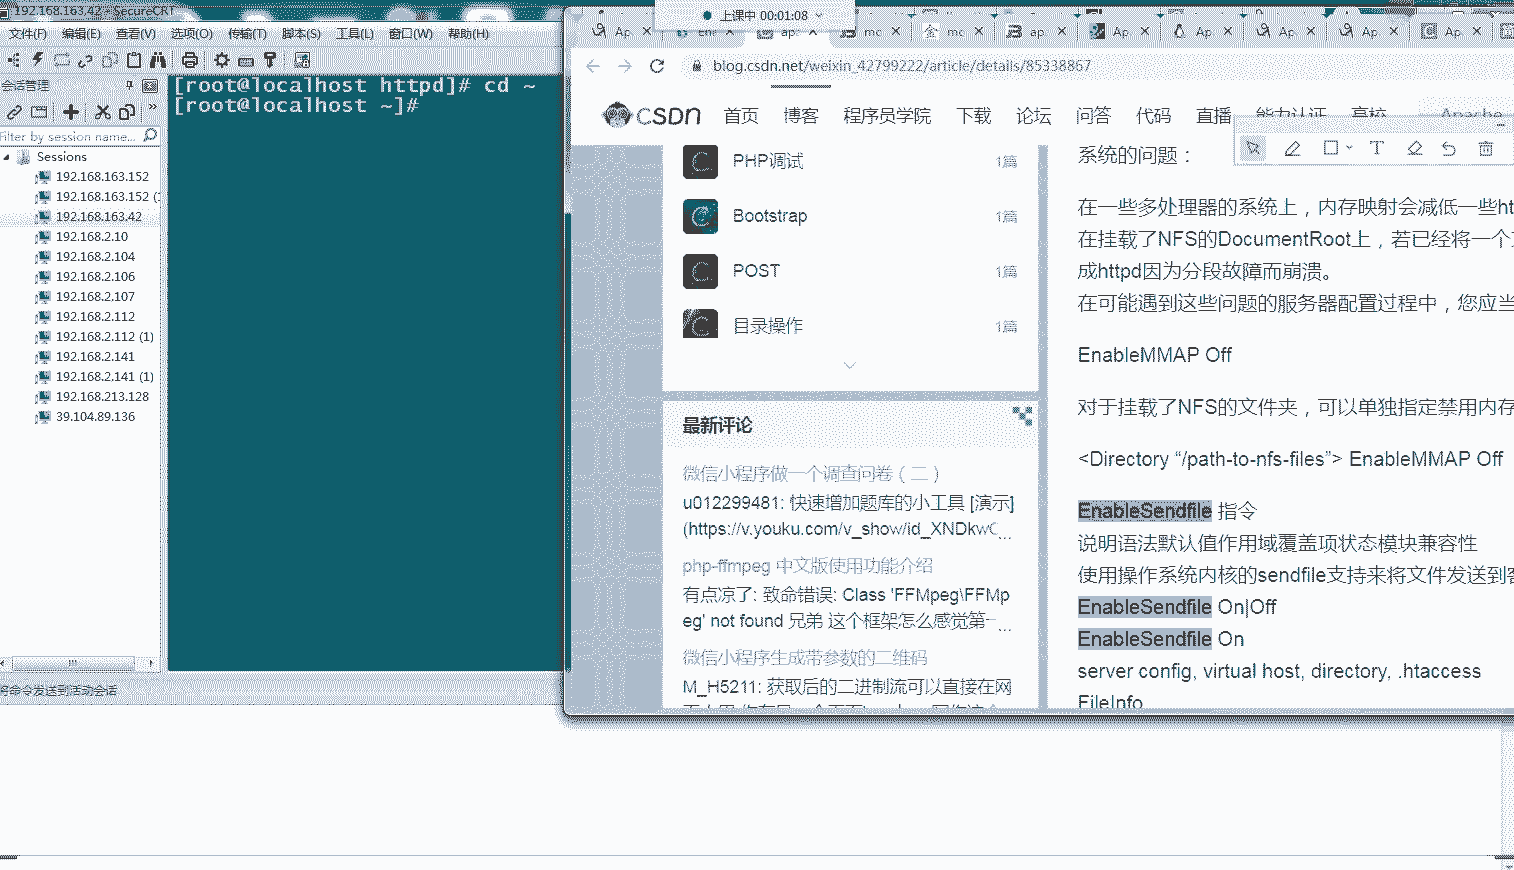 192.168.163.42 - SecureCRT
文件(F) 编辑(E) 查看(V) 选项(O) 传输(T) 脚本(S) 工具(L) 窗口(W) 帮助(H)
会话管理
Filter by session name...
Sessions
192.168.163.152
192.168.163.152 (1
192.168.163.42
192.168.2.10
192.168.2.104
192.168.2.106
192.168.2.107
192.168.2.112
192.168.2.112 (1)
192.168.2.141
192.168.2.141 (1)
192.168.213.128
39.104.89.136
将命令发送到活动会话
[root@localhost httpd]# cd ~
[root@localhost ~]#
上课中 00:01:08
Ap Ena ap mc mc ap Ap Ap Ap Ap Ap
blog.csdn.net/weixin_42799222/article/details/85338867
CSDN 首页 博客 程序员学院 下载 论坛 问答 代码 直播 能力认证 高校 Apache
PHP调试 1篇
Bootstrap 1篇
POST 1篇
目录操作 1篇
最新评论
微信小程序做一个调查问卷（二）
u012299481: 快速增加题库的小工具 [演示]
(https://v.youku.com/v_show/id_XNDkwC...
php-ffmpeg 中文版使用功能介绍
有点凉了: 致命错误: Class 'FFMpeg\FFMp
eg' not found 兄弟 这个框架怎么感觉第一...
微信小程序生成带参数的二维码
M_H5211: 获取后的二进制流可以直接在网
系统的问题：
在一些多处理器的系统上，内存映射会减低一些ht
在挂载了NFS的DocumentRoot上，若已经将一个
成httpd因为分段故障而崩溃。
在可能遇到这些问题的服务器配置过程中，您应当
EnableMMAP Off
对于挂载了NFS的文件夹，可以单独指定禁用内存
<Directory “/path-to-nfs-files”> EnableMMAP Off
EnableSendfile 指令
说明语法默认值作用域覆盖项状态模块兼容性
使用操作系统内核的sendfile支持来将文件发送到客
EnableSendfile On|Off
EnableSendfile On
server config, virtual host, directory, .htaccess
FileInfo